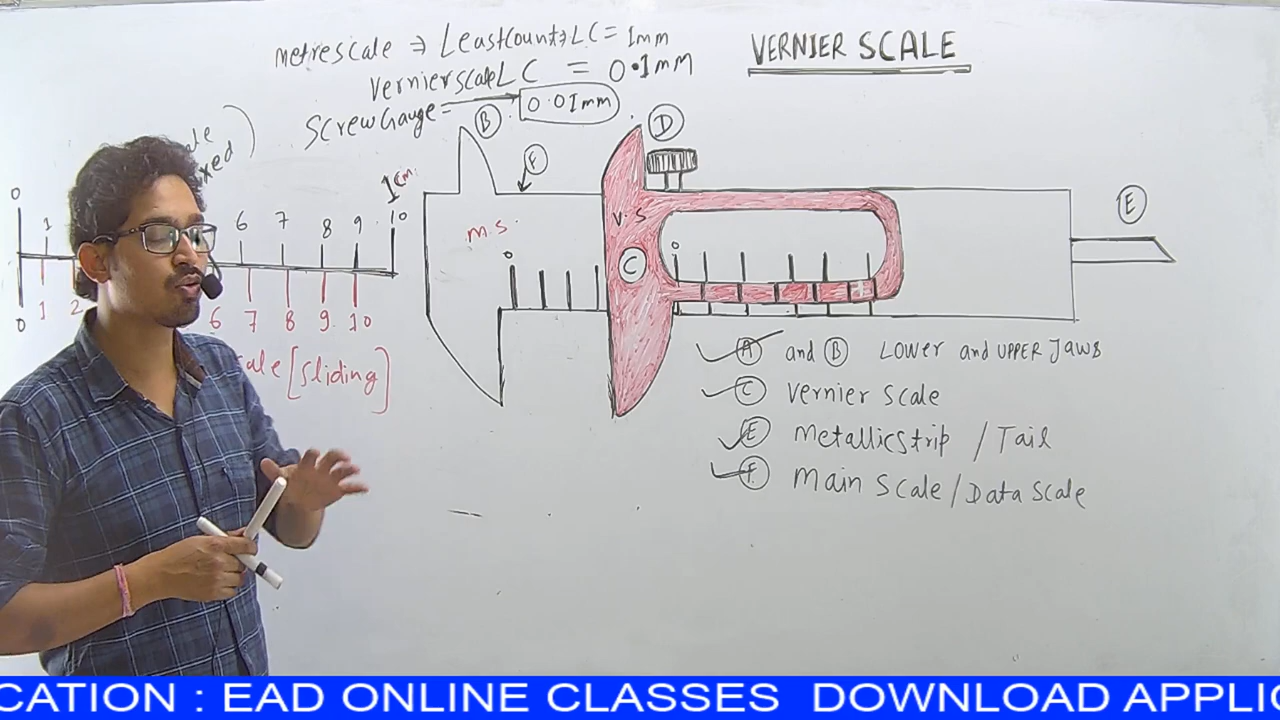 metrescale ⇒ LeastCount ⇒ LC = 1mm
VERNIER SCALE
vernierscale LC = 0.1mm
ScrewGauge = 0.01mm
B
D
F
E
1cm
0 1 6 7 8 9 10
0 1 2 6 7 8 9 10
[Sliding]
M.S
V.S
C
0
0
A and B LOWER and UPPER JAWS
C Vernier Scale
E MetallicStrip / Tail
F Main Scale / Data Scale
CATION : EAD ONLINE CLASSES DOWNLOAD APPLIC